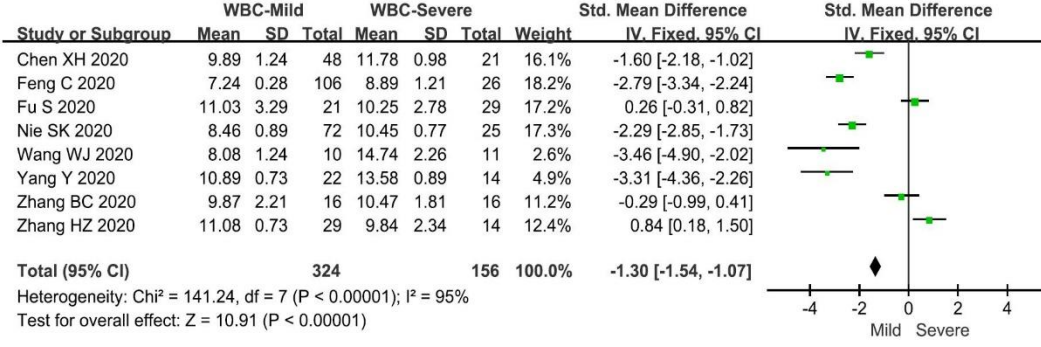 WBC-Mild WBC-Severe Std. Mean Difference Std. Mean Difference
Study or Subgroup Mean SD Total Mean SD Total Weight IV. Fixed. 95% CI IV. Fixed. 95% CI
Chen XH 2020 9.89 1.24 48 11.78 0.98 21 16.1% -1.60 [-2.18, -1.02]
Feng C 2020 7.24 0.28 106 8.89 1.21 26 18.2% -2.79 [-3.34, -2.24]
Fu S 2020 11.03 3.29 21 10.25 2.78 29 17.2% 0.26 [-0.31, 0.82]
Nie SK 2020 8.46 0.89 72 10.45 0.77 25 17.3% -2.29 [-2.85, -1.73]
Wang WJ 2020 8.08 1.24 10 14.74 2.26 11 2.6% -3.46 [-4.90, -2.02]
Yang Y 2020 10.89 0.73 22 13.58 0.89 14 4.9% -3.31 [-4.36, -2.26]
Zhang BC 2020 9.87 2.21 16 10.47 1.81 16 11.2% -0.29 [-0.99, 0.41]
Zhang HZ 2020 11.08 0.73 29 9.84 2.34 14 12.4% 0.84 [0.18, 1.50]
Total (95% CI) 324 156 100.0% -1.30 [-1.54, -1.07]
Heterogeneity: Chi² = 141.24, df = 7 (P < 0.00001); I² = 95%
Test for overall effect: Z = 10.91 (P < 0.00001)
-4 -2 0 2 4
Mild Severe